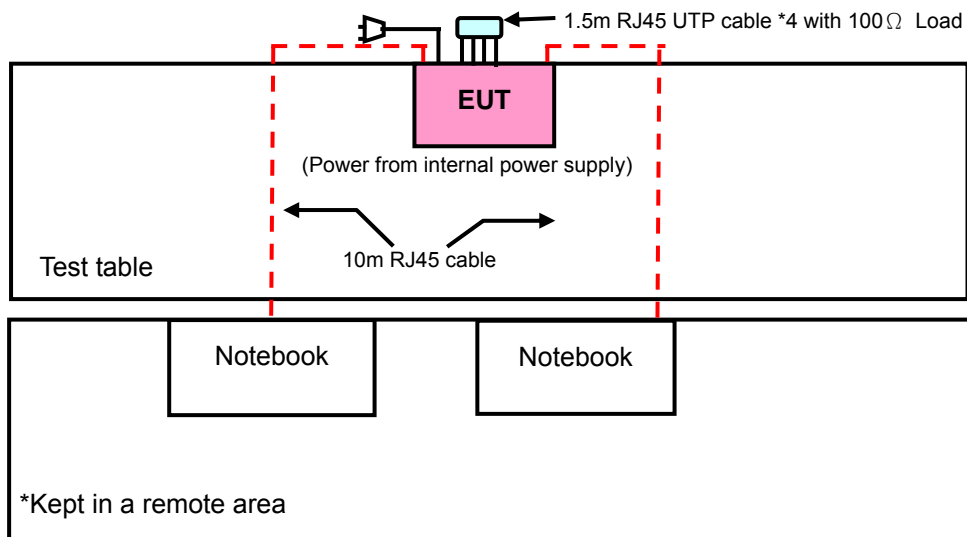 1.5m RJ45 UTP cable *4 with 100Ω Load
EUT
(Power from internal power supply)
10m RJ45 cable
Test table
Notebook
Notebook
*Kept in a remote area